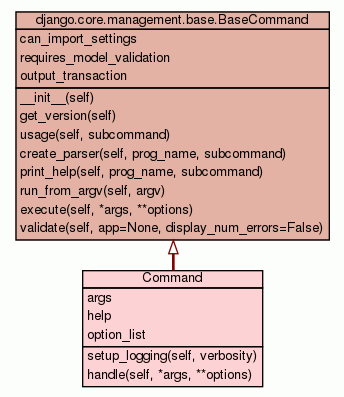 django.core.management.base.BaseCommand
can_import_settings
requires_model_validation
output_transaction
__init__(self)
get_version(self)
usage(self, subcommand)
create_parser(self, prog_name, subcommand)
print_help(self, prog_name, subcommand)
run_from_argv(self, argv)
execute(self, *args, **options)
validate(self, app=None, display_num_errors=False)
Command
args
help
option_list
setup_logging(self, verbosity)
handle(self, *args, **options)